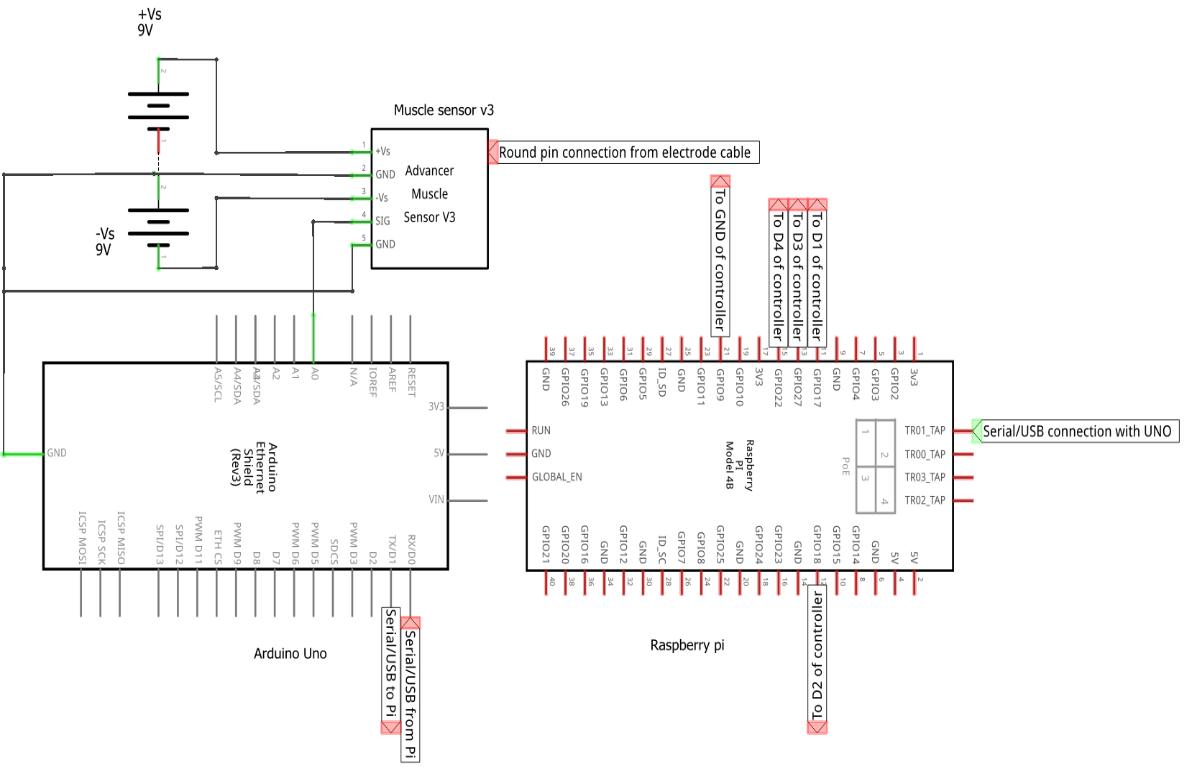 +Vs
9V
2
1
2
1
-Vs
9V
Muscle sensor v3
1
+Vs
2
GND
3
-Vs
4
SIG
5
GND
Advancer
Muscle
Sensor V3
Round pin connection from electrode cable
To GND of controller
To D4 of controller
To D3 of controller
To D1 of controller
A5/SCL
A4/SDA
A2
A1
A0
N/A
IOREF
AREF
RESET
3V3
5V
VIN
GND
Arduino
Ethernet
Shield
(Rev3)
ICSP MOSI
ICSP SCK
ICSP MISO
SPI/D13
SPI/D12
PWM D11
ETH CS
PWM D9
D8
D7
PWM D6
PWM D5
SDCS
PWM D3
D2
TX/D1
RX/D0
Serial/USB to Pi
Serial/USB from Pi
Arduino Uno
39
37
35
33
31
29
27
25
23
21
19
17
15
13
11
9
7
5
3
1
GND
GPIO26
GPIO19
GPIO13
GPIO6
GPIO5
ID_SD
GND
GPIO11
GPIO9
GPIO10
3V3
GPIO22
GPIO27
GPIO17
GND
GPIO4
GPIO3
GPIO2
3v3
RUN
GND
GLOBAL_EN
Raspberry
PI
Model 4B
PoE
1
2
3
4
TR01_TAP
TR00_TAP
TR03_TAP
TR02_TAP
Serial/USB connection with UNO
GPIO21
GPIO20
GPIO16
GND
GPIO12
GND
ID_SC
GPIO7
GPIO8
GPIO25
GND
GPIO24
GPIO23
GND
GPIO18
GPIO15
GPIO14
GND
5V
5V
40
38
36
34
32
30
28
26
24
22
20
18
16
14
10
8
6
4
2
To D2 of controller
Raspberry pi